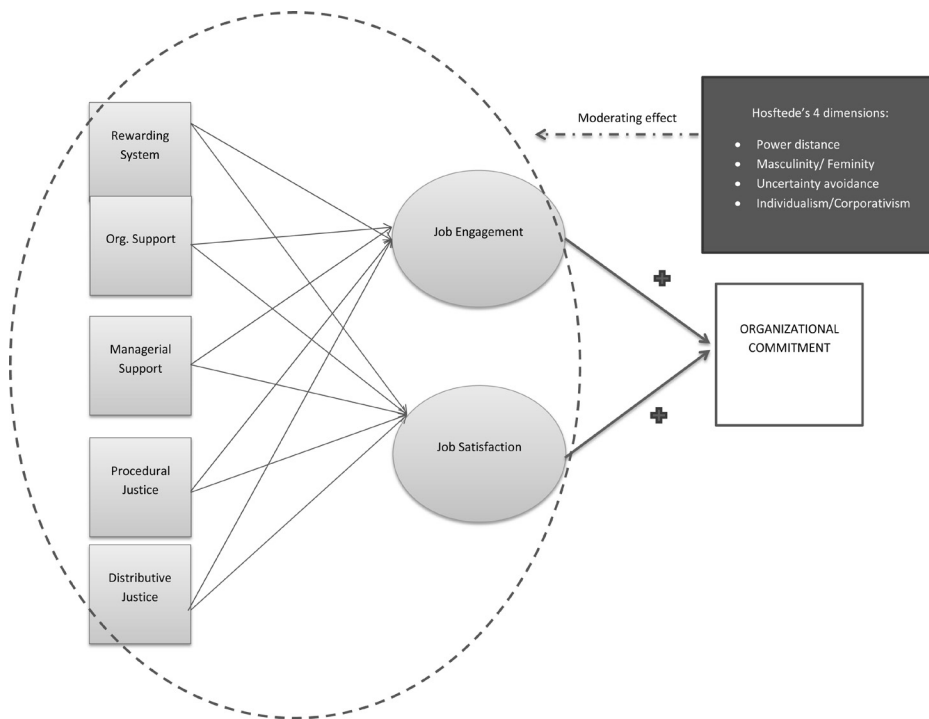 Rewarding
System
Org. Support
Managerial
Support
Procedural
Justice
Distributive
Justice
Job Engagement
Job Satisfaction
Moderating effect
Hosftede's 4 dimensions:
• Power distance
• Masculinity/ Feminity
• Uncertainty avoidance
• Individualism/Corporativism
ORGANIZATIONAL
COMMITMENT